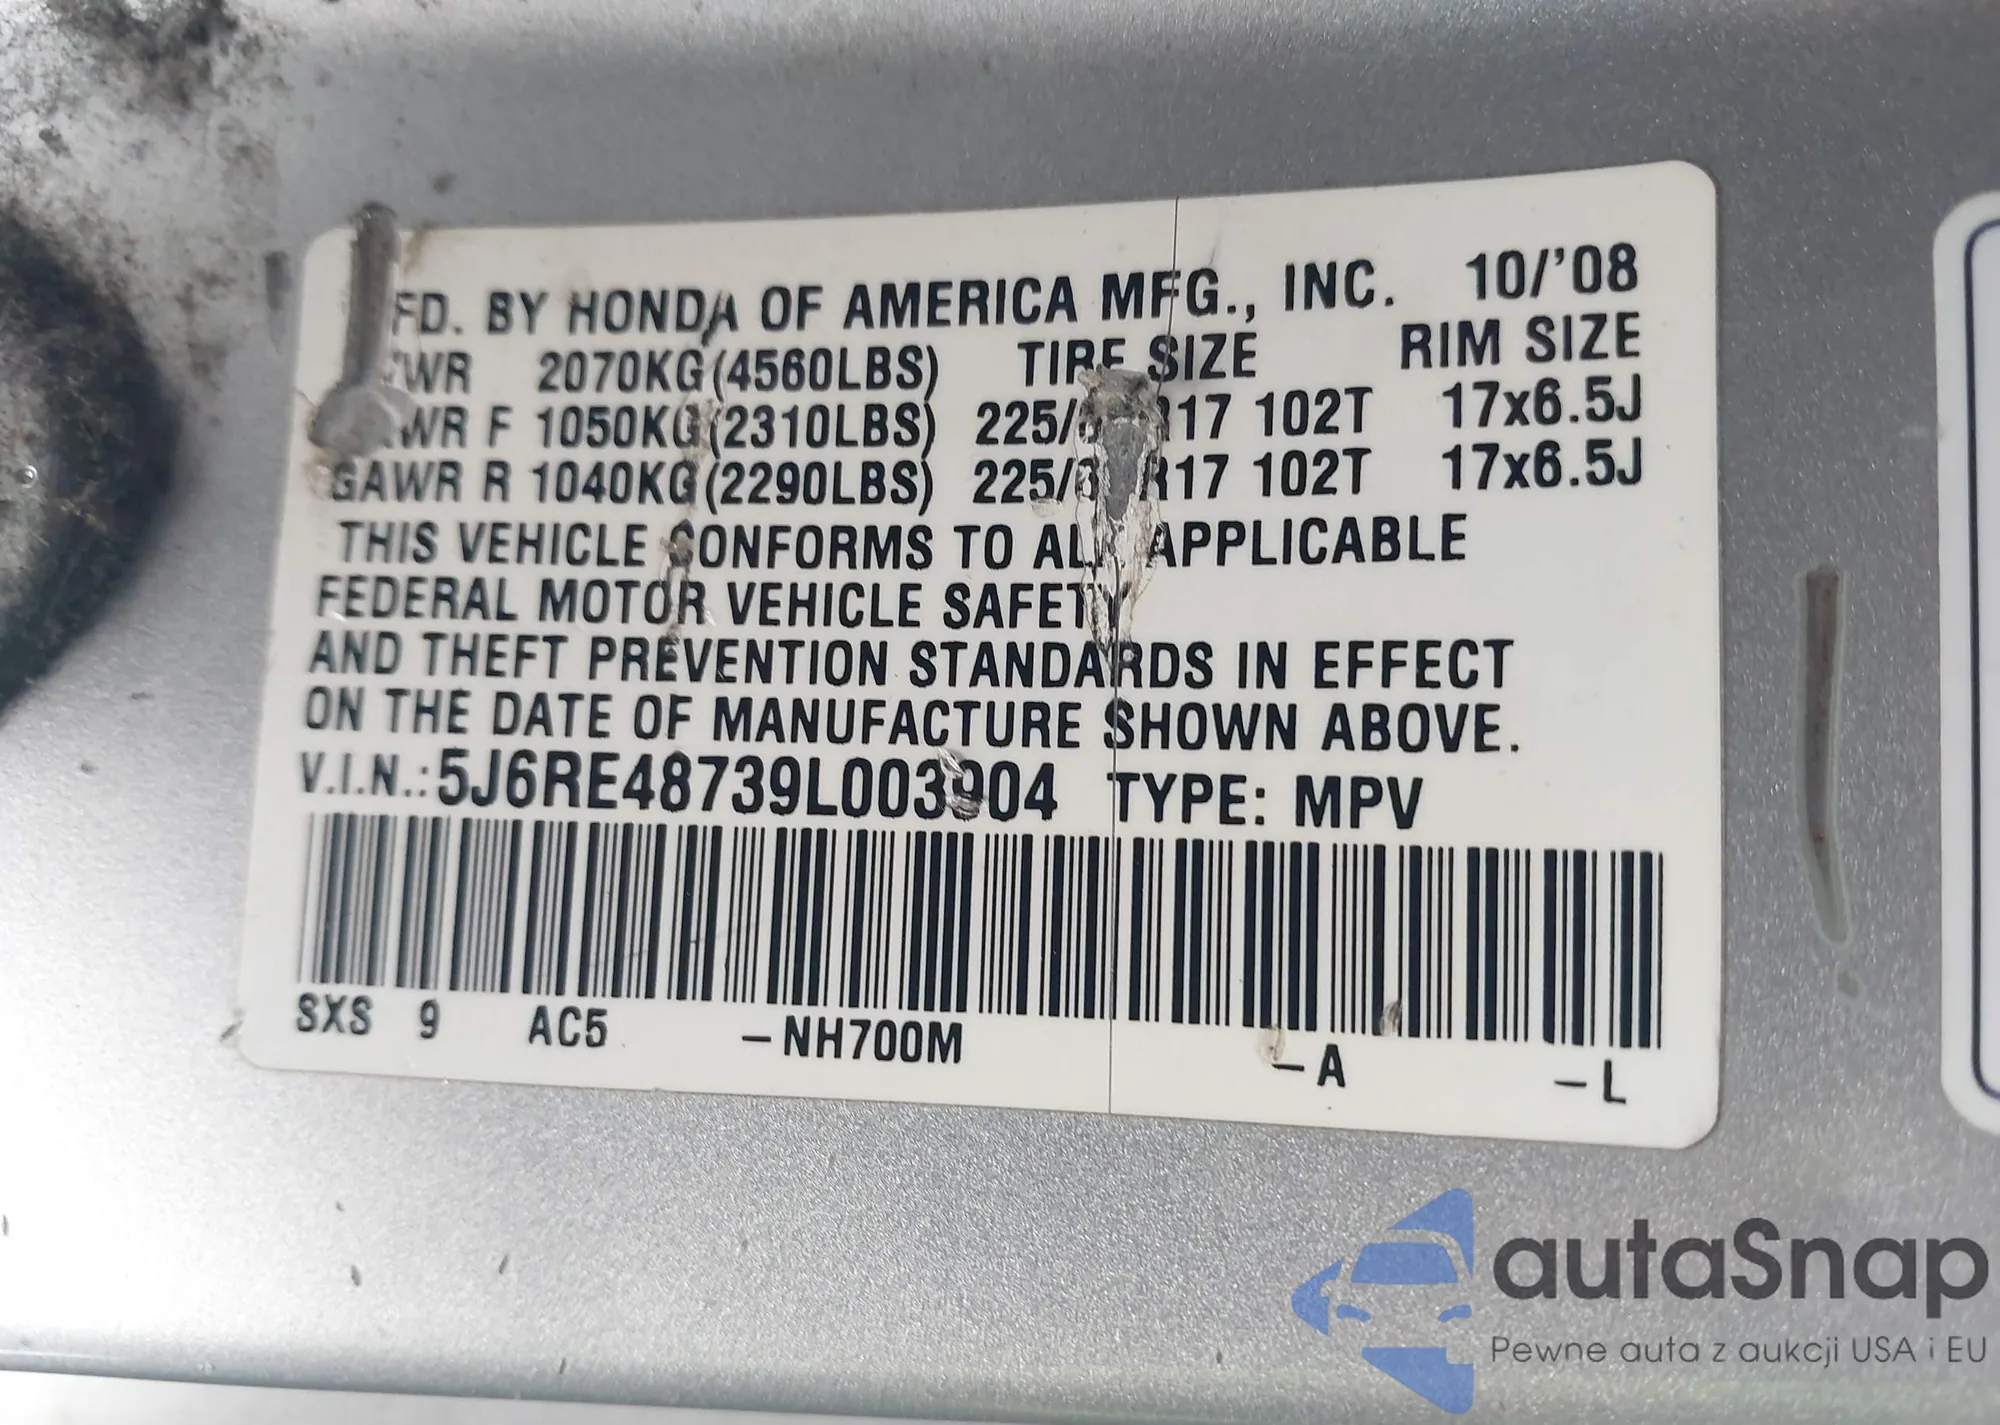 FD. BY HONDA OF AMERICA MFG., INC. 10/'08
WR 2070KG(4560LBS) TIRE SIZE RIM SIZE
WR F 1050KG(2310LBS) 225/ R17 102T 17x6.5J
GAWR R 1040KG(2290LBS) 225/6 R17 102T 17x6.5J
THIS VEHICLE CONFORMS TO ALL APPLICABLE
FEDERAL MOTOR VEHICLE SAFETY
AND THEFT PREVENTION STANDARDS IN EFFECT
ON THE DATE OF MANUFACTURE SHOWN ABOVE.
V.I.N.: 5J6RE48739L003904 TYPE: MPV
SXS 9 AC5 -NH700M -A -L
autaSnap
Pewne auta z aukcji USA i EU